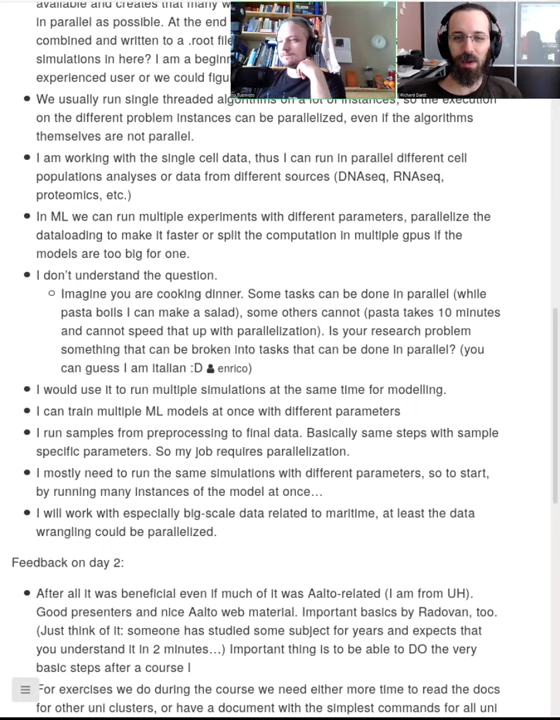 available and creates that many w
in parallel as possible. At the end
combined and written to a .root file
simulations in here? I am a beginn
experienced user or we could figu
We usually run single threaded algorithms on a lot of instances, so the execution
on the different problem instances can be parallelized, even if the algorithms
themselves are not parallel.
I am working with the single cell data, thus I can run in parallel different cell
populations analyses or data from different sources (DNAseq, RNAseq,
proteomics, etc.)
In ML we can run multiple experiments with different parameters, parallelize the
dataloading to make it faster or split the computation in multiple gpus if the
models are too big for one.
I don't understand the question.
Imagine you are cooking dinner. Some tasks can be done in parallel (while
pasta boils I can make a salad), some others cannot (pasta takes 10 minutes
and cannot speed that up with parallelization). Is your research problem
something that can be broken into tasks that can be done in parallel? (you
can guess I am italian :D enrico)
I would use it to run multiple simulations at the same time for modelling.
I can train multiple ML models at once with different parameters
I run samples from preprocessing to final data. Basically same steps with sample
specific parameters. So my job requires parallelization.
I mostly need to run the same simulations with different parameters, so to start,
by running many instances of the model at once…
I will work with especially big-scale data related to maritime, at least the data
wrangling could be parallelized.
Feedback on day 2:
After all it was beneficial even if much of it was Aalto-related (I am from UH).
Good presenters and nice Aalto web material. Important basics by Radovan, too.
(Just think of it: someone has studied some subject for years and expects that
you understand it in 2 minutes…) Important thing is to be able to DO the very
basic steps after a course I
For exercises we do during the course we need either more time to read the docs
for other uni clusters, or have a document with the simplest commands for all uni